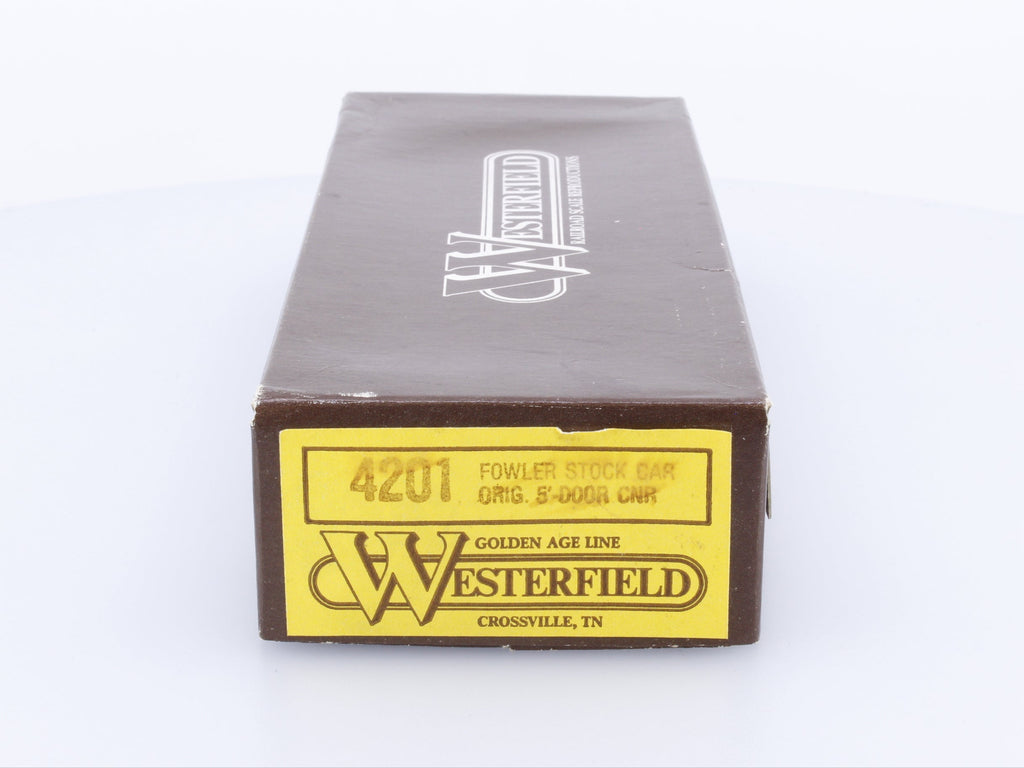 WESTERFIELD
RAILROAD SCALE REPRODUCTIONS
4201
FOWLER STOCK CAR
ORIG. 5'-DOOR CNR
GOLDEN AGE LINE
WESTERFIELD
CROSSVILLE, TN